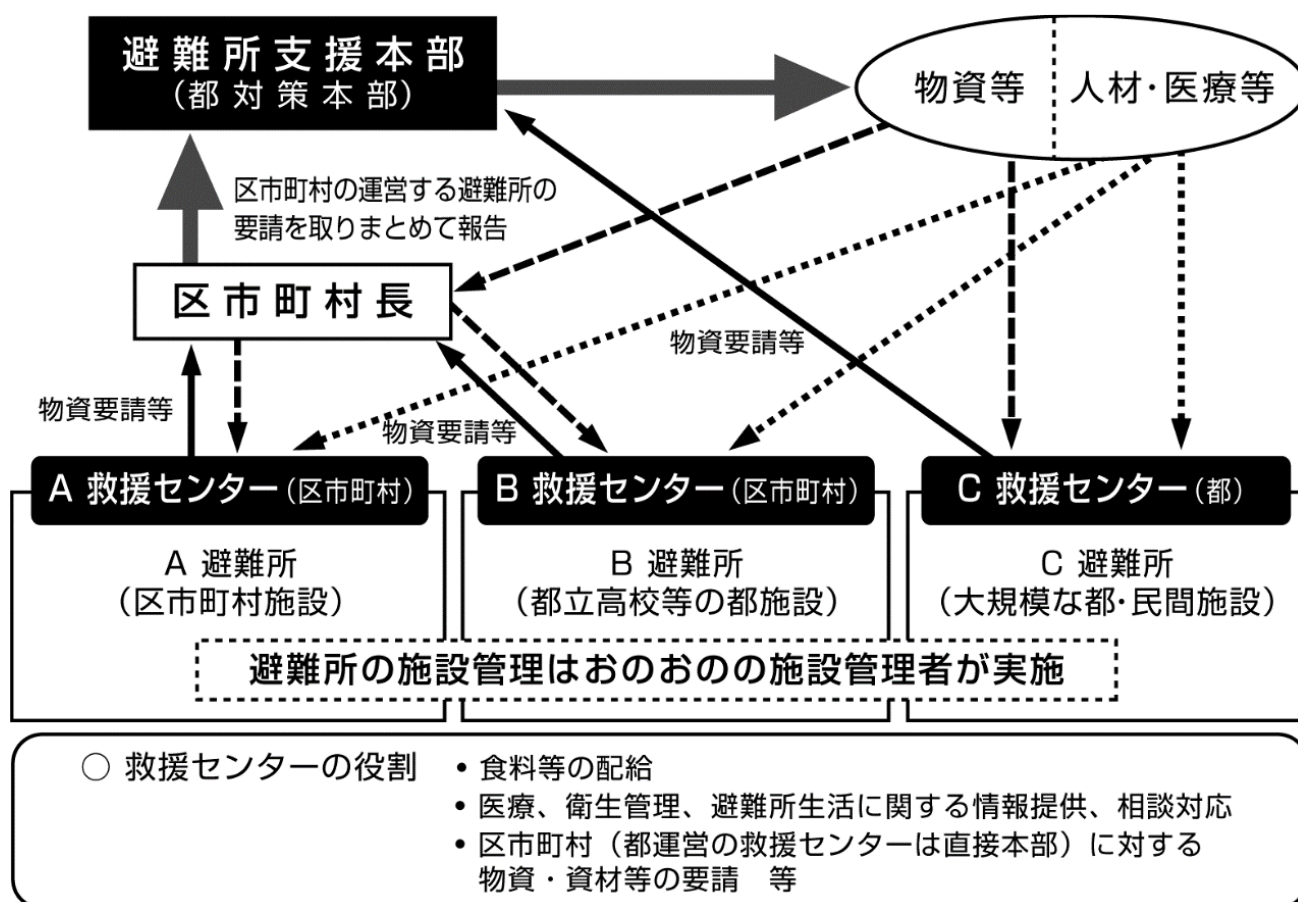 避難所支援本部
（都対策本部）
物資等
人材・医療等
区市町村の運営する避難所の
要請を取りまとめて報告
区市町村長
物資要請等
物資要請等
物資要請等
A 救援センター（区市町村）
B 救援センター（区市町村）
C 救援センター（都）
A 避難所
（区市町村施設）
B 避難所
（都立高校等の都施設）
C 避難所
（大規模な都・民間施設）
避難所の施設管理はおのおのの施設管理者が実施
○ 救援センターの役割
・食料等の配給
・医療、衛生管理、避難所生活に関する情報提供、相談対応
・区市町村（都運営の救援センターは直接本部）に対する
物資・資材等の要請　等